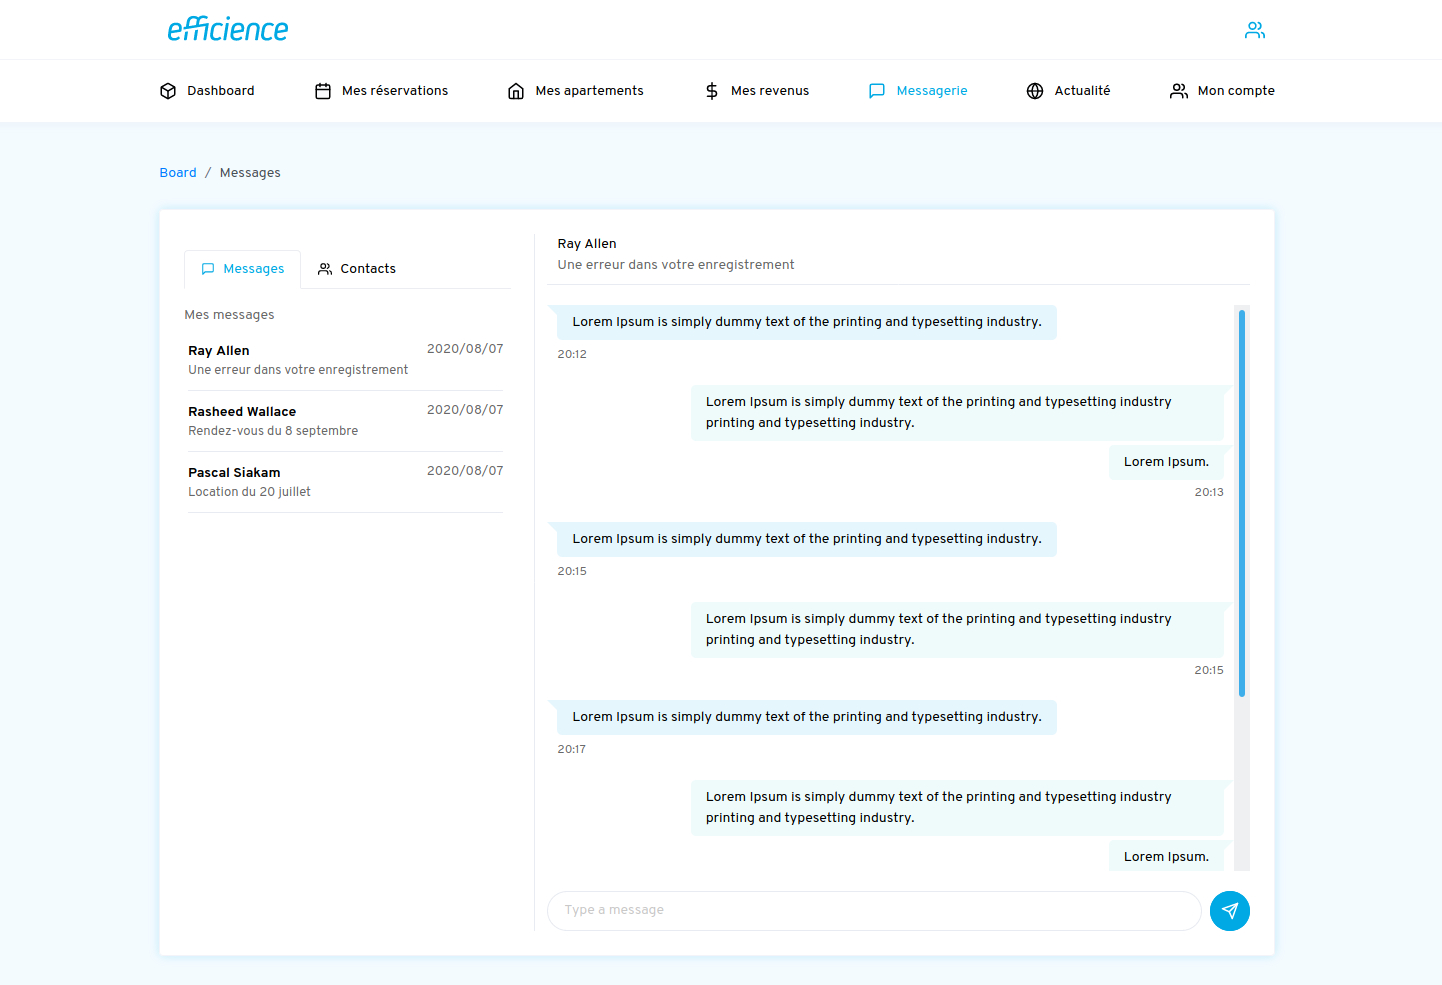 efficience
Dashboard
Mes réservations
Mes apartements
Mes revenus
Messagerie
Actualité
Mon compte
Board / Messages
Messages
Contacts
Mes messages
Ray Allen
2020/08/07
Une erreur dans votre enregistrement
Rasheed Wallace
2020/08/07
Rendez-vous du 8 septembre
Pascal Siakam
2020/08/07
Location du 20 juillet
Ray Allen
Une erreur dans votre enregistrement
Lorem Ipsum is simply dummy text of the printing and typesetting industry.
20:12
Lorem Ipsum is simply dummy text of the printing and typesetting industry
printing and typesetting industry.
Lorem Ipsum.
20:13
Lorem Ipsum is simply dummy text of the printing and typesetting industry.
20:15
Lorem Ipsum is simply dummy text of the printing and typesetting industry
printing and typesetting industry.
20:15
Lorem Ipsum is simply dummy text of the printing and typesetting industry.
20:17
Lorem Ipsum is simply dummy text of the printing and typesetting industry
printing and typesetting industry.
Lorem Ipsum.
Type a message